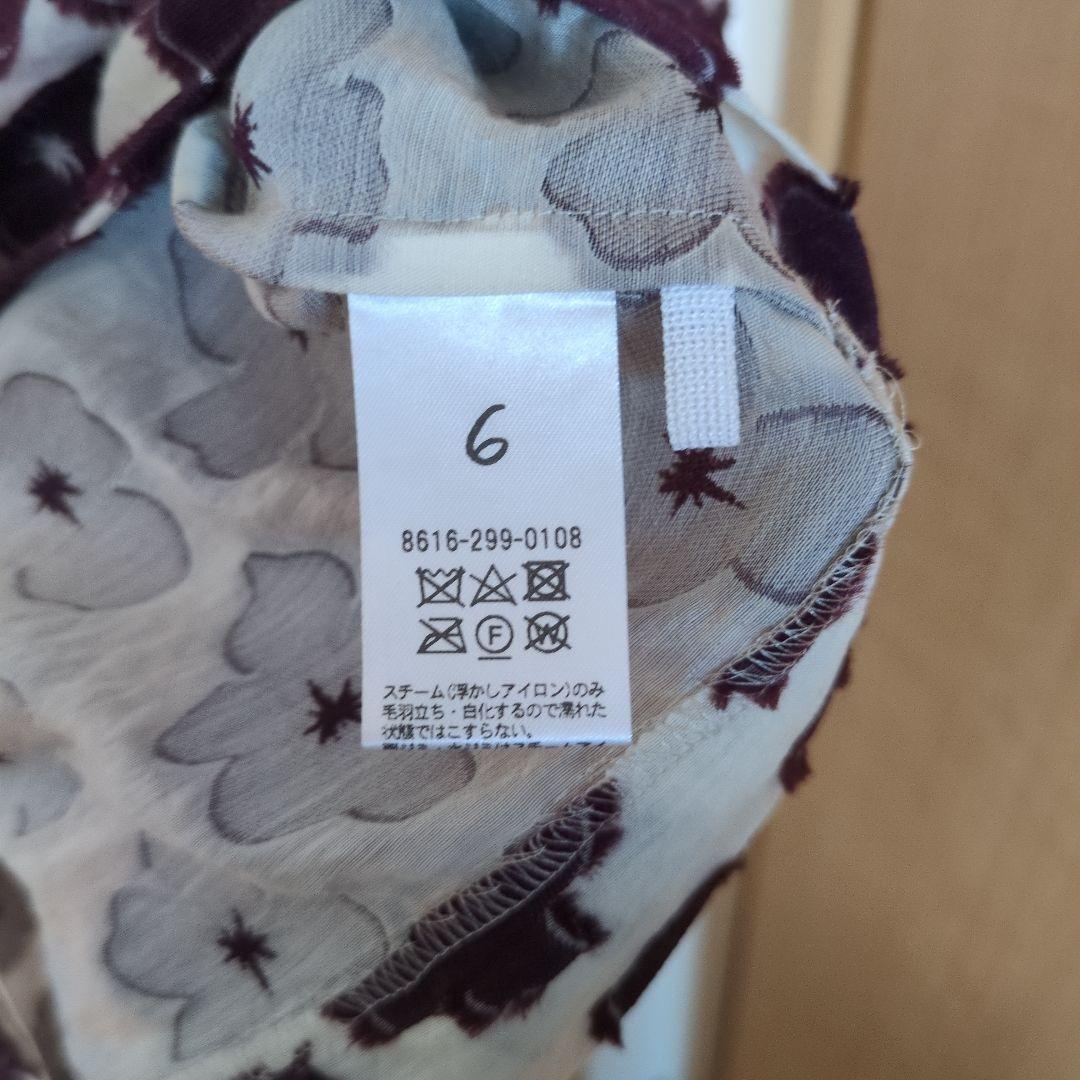 6
8616-299-0108
F W
スチーム(浮かしアイロン)のみ
毛羽立ち・白化するので濡れた
状態ではこすらない。